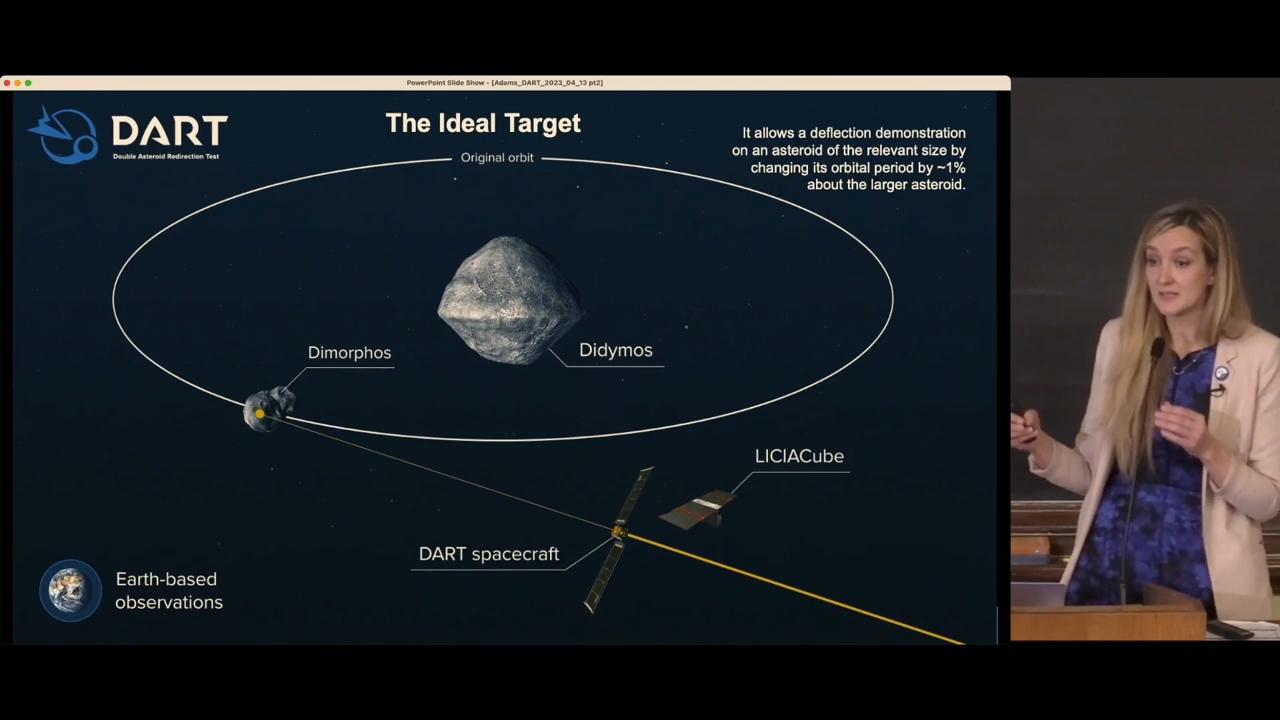 PowerPoint Slide Show - [Adams_DART_2023_04_13 pt2]
DART
Double Asteroid Redirection Test
The Ideal Target
It allows a deflection demonstration
on an asteroid of the relevant size by
changing its orbital period by ~1%
about the larger asteroid.
Original orbit
Dimorphos
Didymos
LICIACube
DART spacecraft
Earth-based
observations